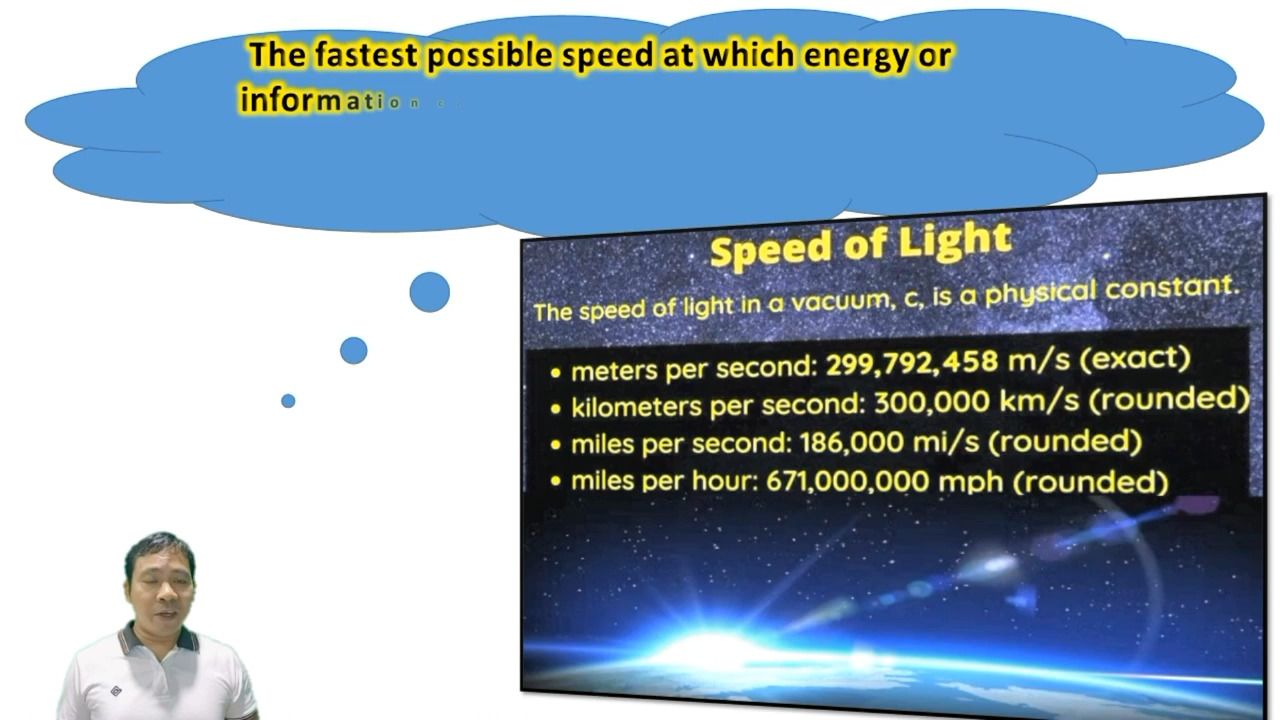 The fastest possible speed at which energy or
information c
Speed of Light
The speed of light in a vacuum, c, is a physical constant.
• meters per second: 299,792,458 m/s (exact)
• kilometers per second: 300,000 km/s (rounded)
• miles per second: 186,000 mi/s (rounded)
• miles per hour: 671,000,000 mph (rounded)